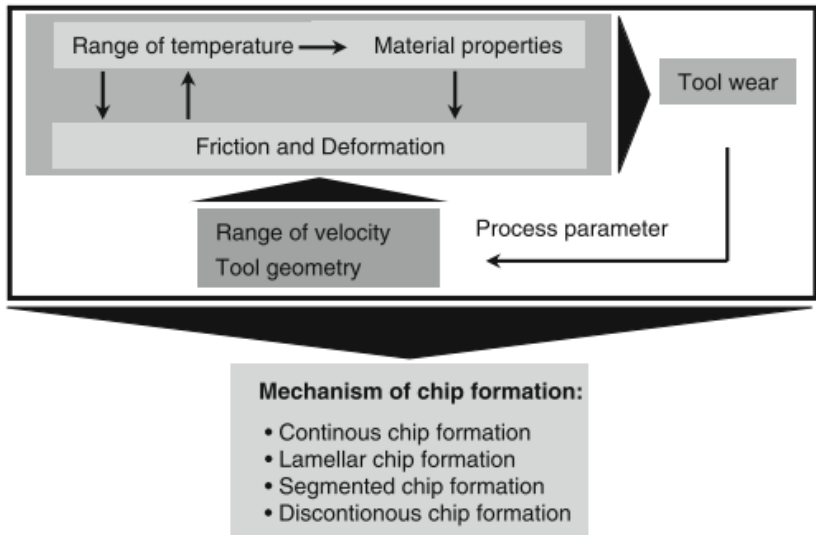 Range of temperature
Material properties
Tool wear
Friction and Deformation
Range of velocity
Tool geometry
Process parameter
Mechanism of chip formation:
• Continous chip formation
• Lamellar chip formation
• Segmented chip formation
• Discontionous chip formation